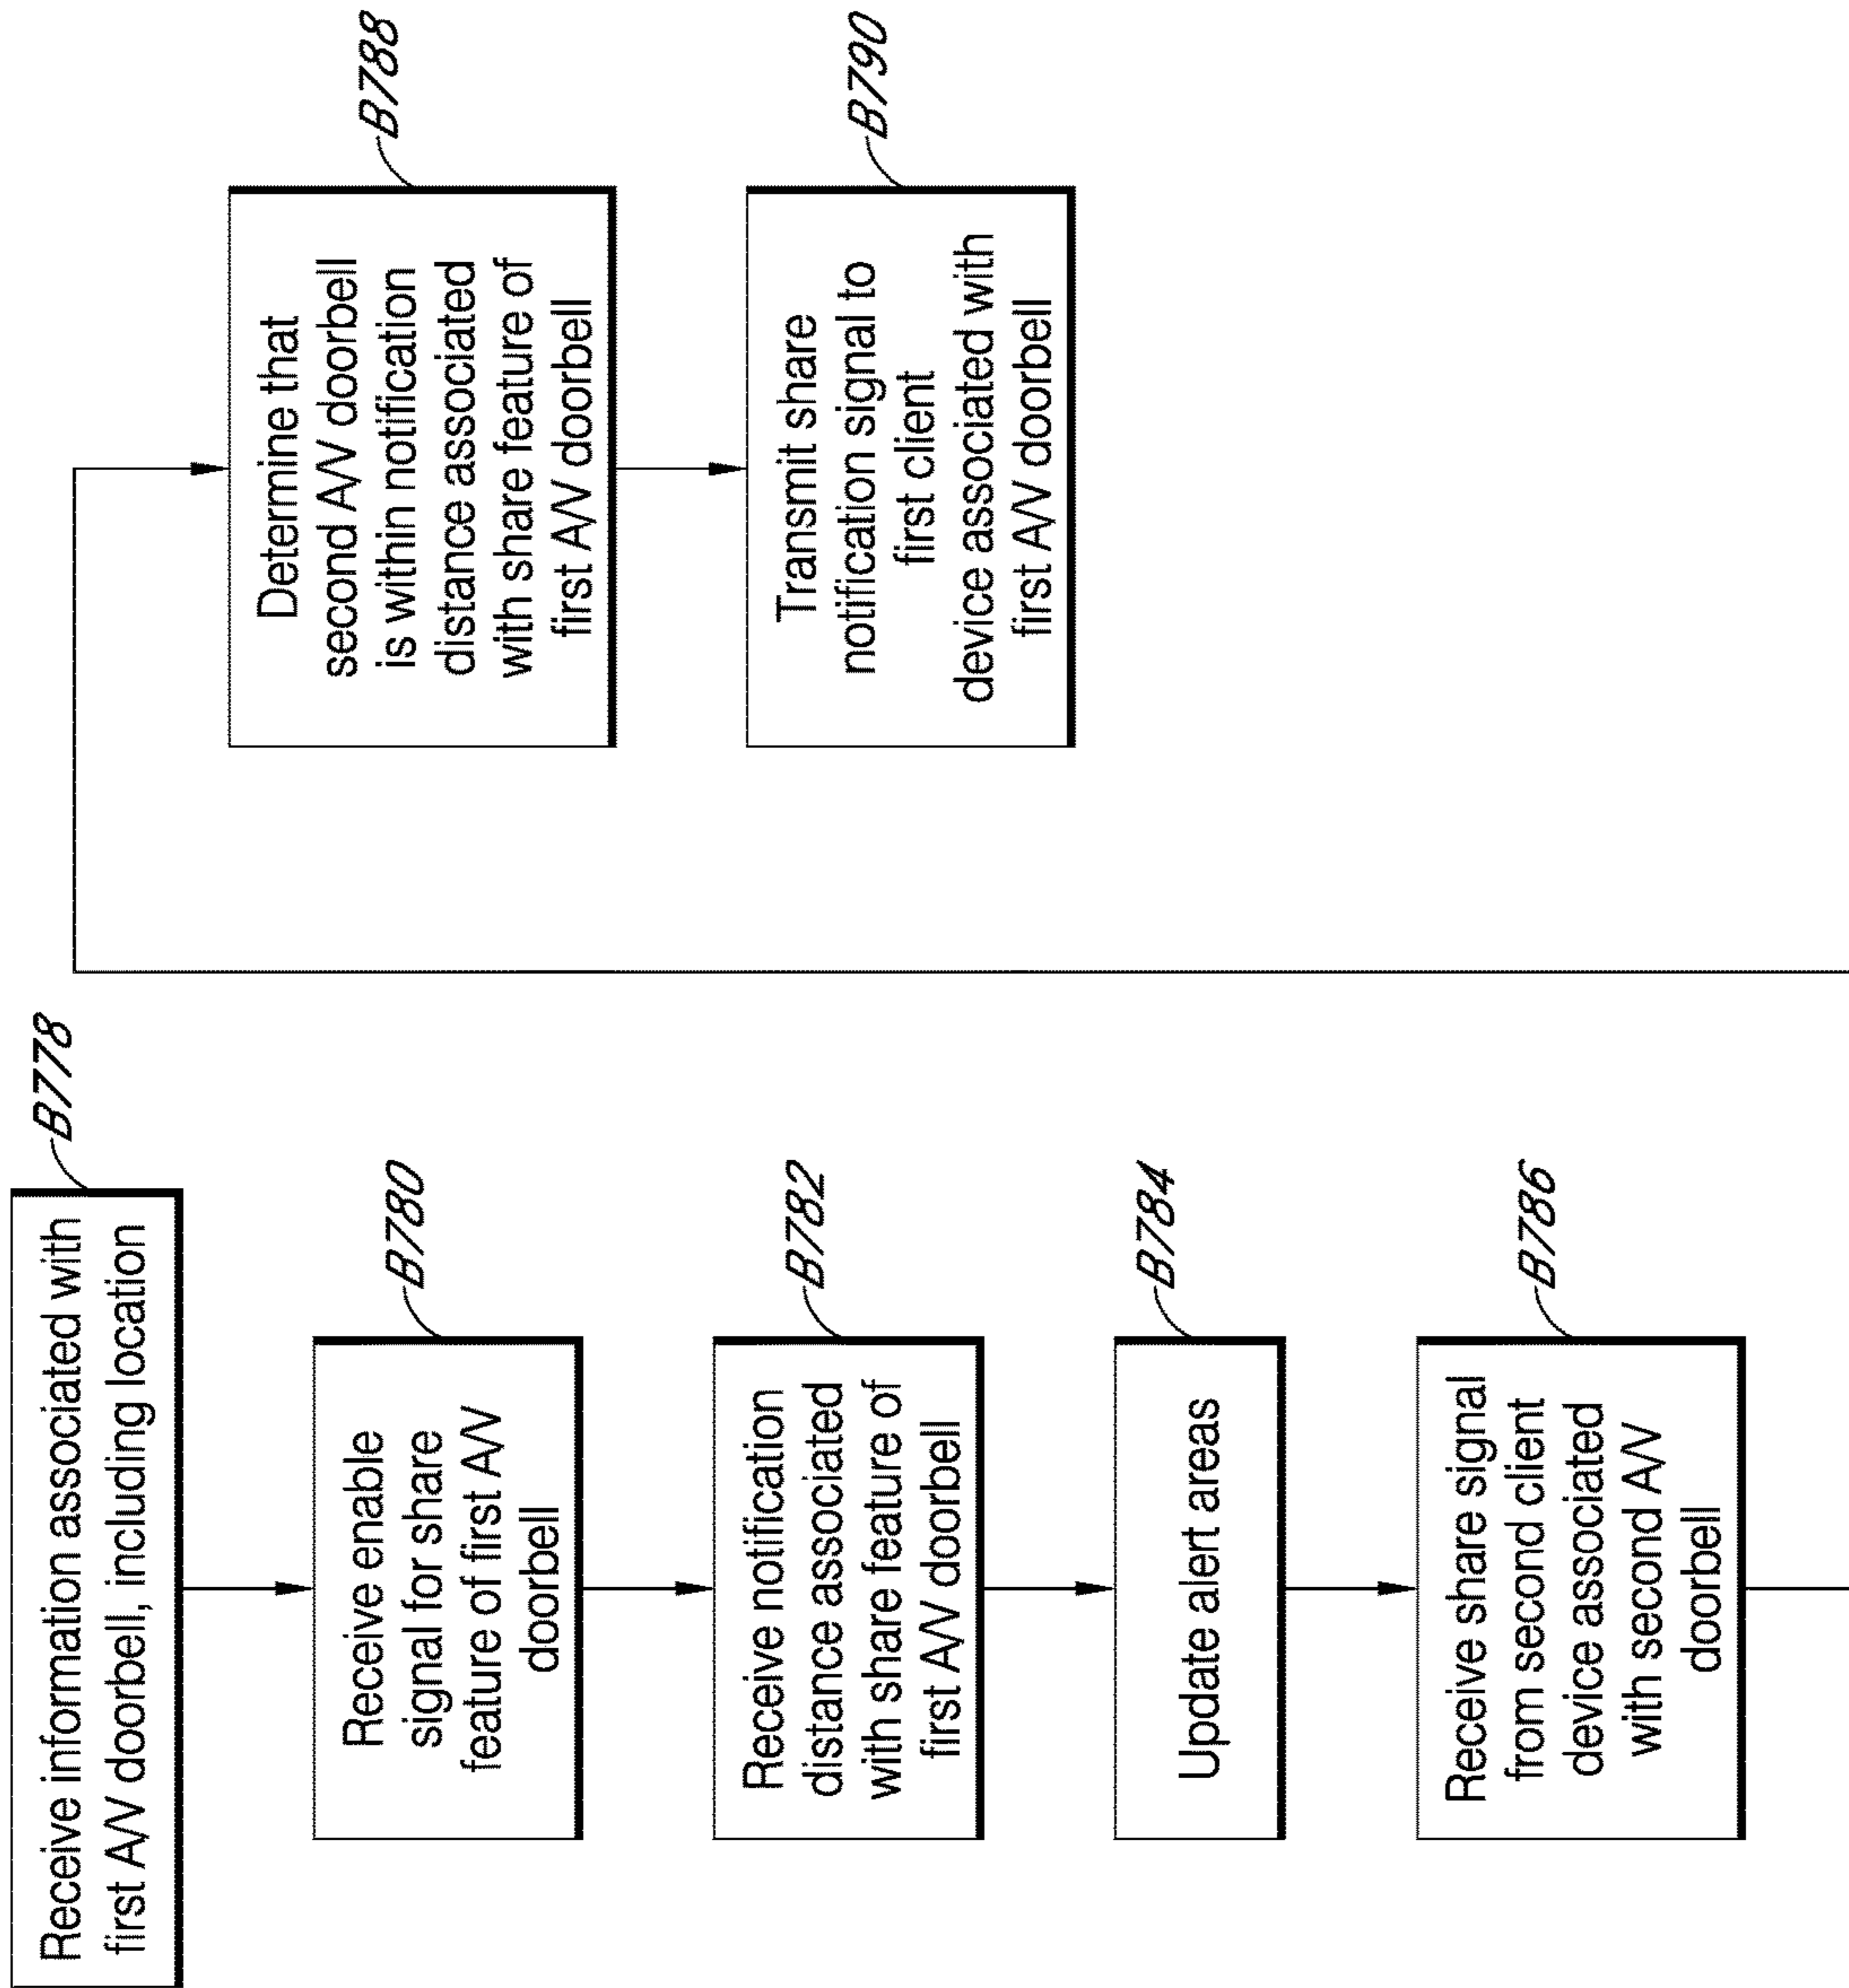 B778
Receive information associated with
first A/V doorbell, including location
B780
Receive enable
signal for share
feature of first A/V
doorbell
B782
Receive notification
distance associated
with share feature of
first A/V doorbell
B784
Update alert areas
B786
Receive share signal
from second client
device associated
with second A/V
doorbell
B788
Determine that
second A/V doorbell
is within notification
distance associated
with share feature of
first A/V doorbell
B790
Transmit share
notification signal to
first client
device associated with
first A/V doorbell